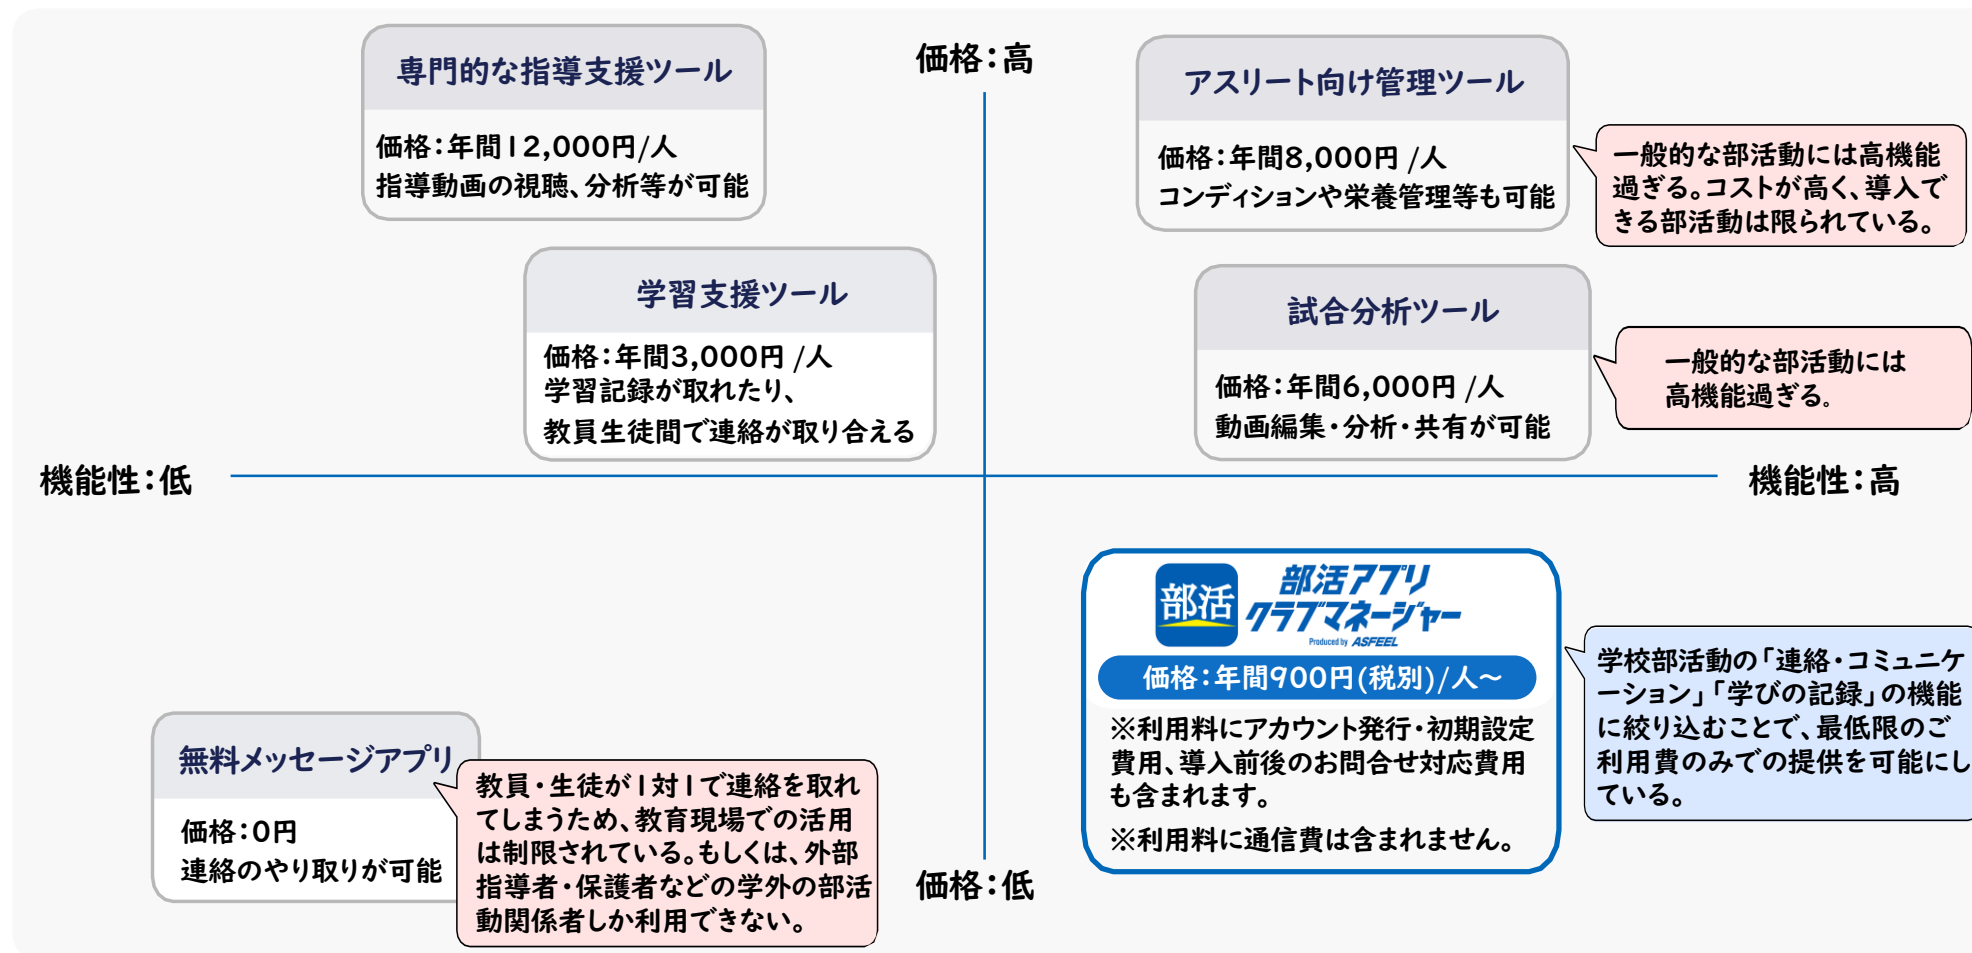 価格：高
専門的な指導支援ツール
価格：年間12,000円/人
指導動画の視聴、分析等が可能
アスリート向け管理ツール
価格：年間8,000円 /人
コンディションや栄養管理等も可能
一般的な部活動には高機能
過ぎる。コストが高く、導入で
きる部活動は限られている。
学習支援ツール
価格：年間3,000円 /人
学習記録が取れたり、
教員生徒間で連絡が取り合える
試合分析ツール
価格：年間6,000円 /人
動画編集・分析・共有が可能
一般的な部活動には
高機能過ぎる。
機能性：低
機能性：高
部活
部活アプリ
クラブマネージャー
Produced by ASFEEL
価格：年間900円(税別)/人～
※利用料にアカウント発行・初期設定
費用、導入前後のお問合せ対応費用
も含まれます。
※利用料に通信費は含まれません。
学校部活動の「連絡・コミュニケ
ーション」「学びの記録」の機能
に絞り込むことで、最低限のご
利用費のみでの提供を可能にし
ている。
無料メッセージアプリ
価格：0円
連絡のやり取りが可能
教員・生徒が1対1で連絡を取れ
てしまうため、教育現場での活用
は制限されている。もしくは、外部
指導者・保護者などの学外の部活
動関係者しか利用できない。
価格：低